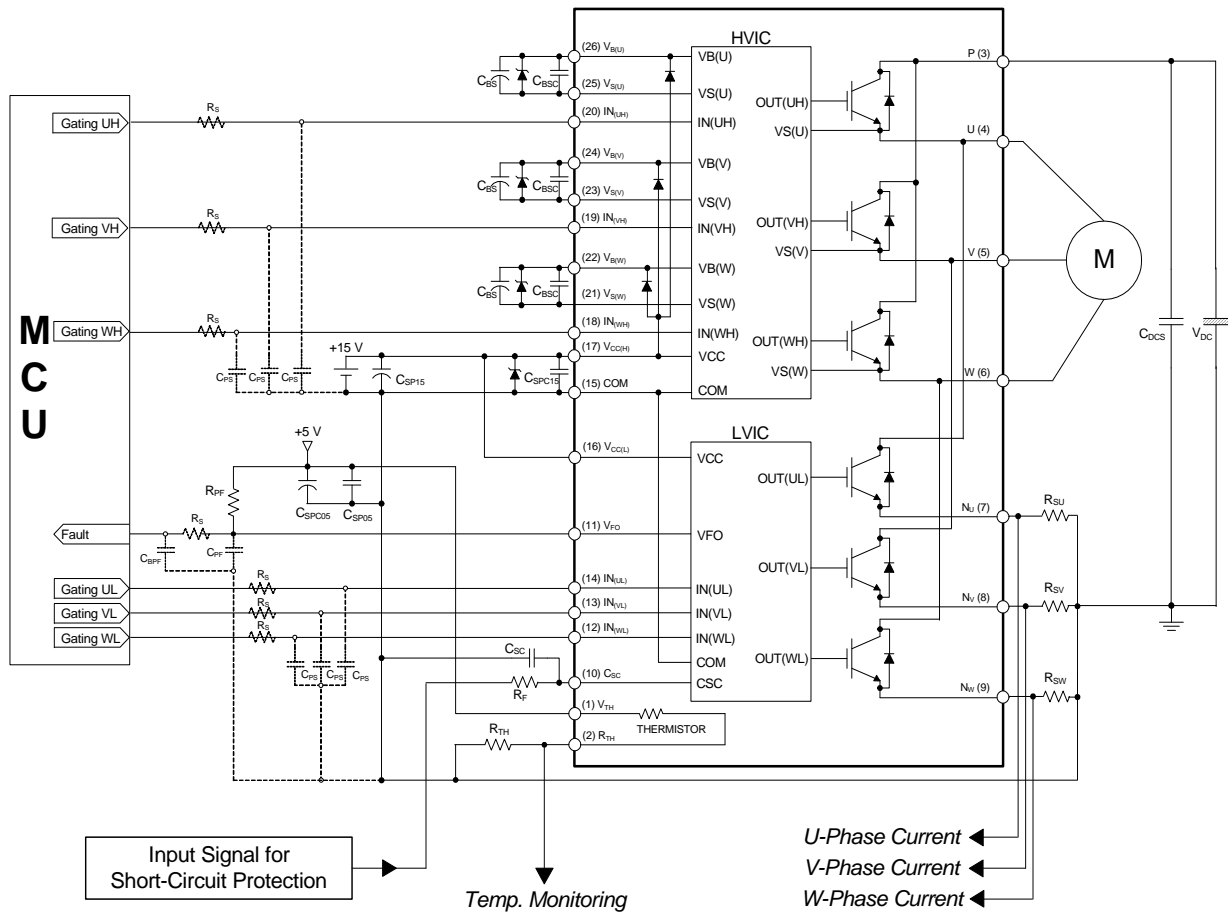 HVIC
(26) VB(U)
VB(U)
P (3)
CBS
CBSC
(25) VS(U)
VS(U)
OUT(UH)
Gating UH
RS
(20) IN(UH)
IN(UH)
VS(U)
U (4)
(24) VB(V)
VB(V)
CBS
CBSC
(23) VS(V)
VS(V)
Gating VH
RS
(19) IN(VH)
IN(VH)
OUT(VH)
VS(V)
V (5)
M
(22) VB(W)
VB(W)
CBS
CBSC
(21) VS(W)
VS(W)
MCU
Gating WH
RS
(18) IN(WH)
IN(WH)
OUT(WH)
CDCS
VDC
+15 V
(17) VCC(H)
VCC
CPS
CPS
CPS
CSP15
CSPC15
VS(W)
W (6)
(15) COM
COM
+5 V
LVIC
(16) VCC(L)
VCC
OUT(UL)
RPF
CSPC05
CSP05
NU (7)
RSU
Fault
RS
(11) VFO
VFO
CBPF
CPF
OUT(VL)
Gating UL
RS
(14) IN(UL)
IN(UL)
Gating VL
RS
(13) IN(VL)
IN(VL)
NV (8)
RSV
Gating WL
RS
(12) IN(WL)
IN(WL)
CPS
CPS
CPS
CSC
COM
OUT(WL)
RF
(10) CSC
CSC
NW (9)
RSW
(1) VTH
THERMISTOR
RTH
(2) RTH
Input Signal for
Short-Circuit Protection
Temp. Monitoring
U-Phase Current
V-Phase Current
W-Phase Current